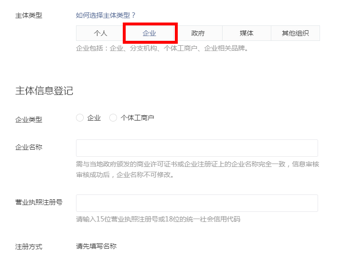 主体类型
如何选择主体类型？
个人 企业 政府 媒体 其他组织
企业包括：企业、分支机构、个体工商户、企业相关品牌。
主体信息登记
企业类型
企业 个体工商户
企业名称
需与当地政府颁发的商业许可证书或企业注册证上的企业名称完全一致，信息审核
审核成功后，企业名称不可修改。
营业执照注册号
请输入15位营业执照注册号或18位的统一社会信用代码
注册方式 请先填写名称